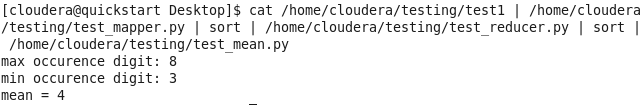 [cloudera@quickstart Desktop]$ cat /home/cloudera/testing/test1 | /home/cloudera
/testing/test_mapper.py | sort | /home/cloudera/testing/test_reducer.py | sort |
/home/cloudera/testing/test_mean.py
max occurence digit: 8
min occurence digit: 3
mean = 4